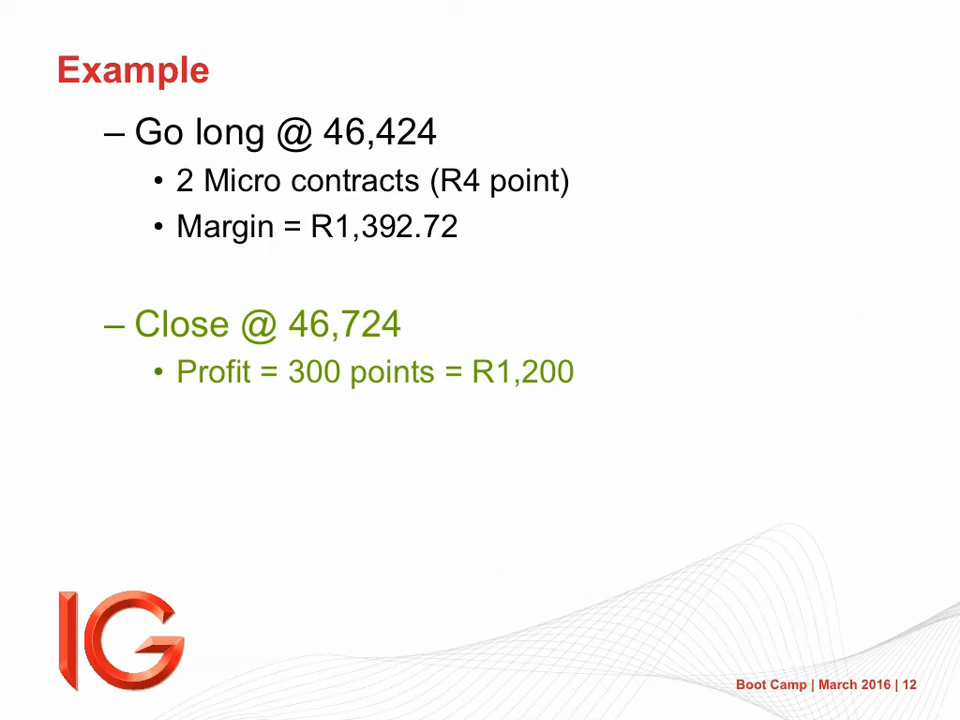 Example
– Go long @ 46,424
• 2 Micro contracts (R4 point)
• Margin = R1,392.72
– Close @ 46,724
• Profit = 300 points = R1,200
IG
Boot Camp | March 2016 | 12